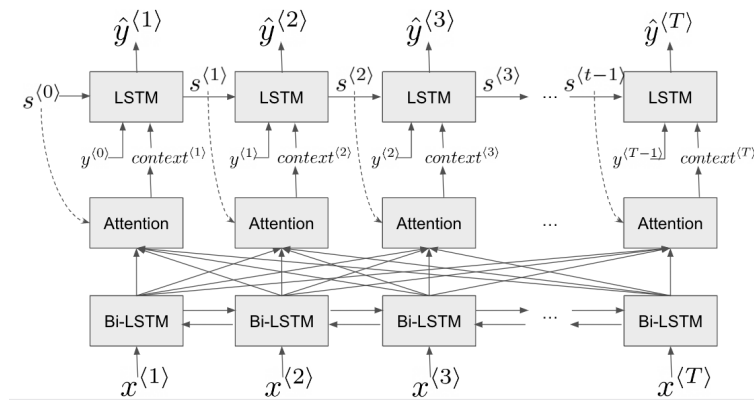 ŷ⟨1⟩ ŷ⟨2⟩ ŷ⟨3⟩ ŷ⟨T⟩
s⟨0⟩ LSTM s⟨1⟩ LSTM s⟨2⟩ LSTM s⟨3⟩ ... s⟨t−1⟩ LSTM
y⟨0⟩ context⟨1⟩ y⟨1⟩ context⟨2⟩ y⟨2⟩ context⟨3⟩ y⟨T−1⟩ context⟨T⟩
Attention Attention Attention ... Attention
Bi-LSTM Bi-LSTM Bi-LSTM ... Bi-LSTM
x⟨1⟩ x⟨2⟩ x⟨3⟩ x⟨T⟩